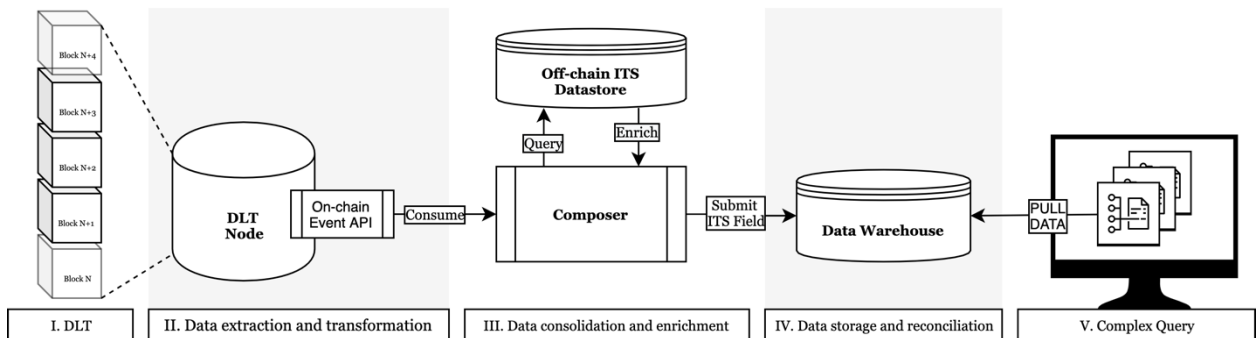 Block N+4
Block N+3
Block N+2
Block N+1
Block N
DLT
Node
On-chain
Event API
Consume
Off-chain ITS
Datastore
Query
Enrich
Composer
Submit
ITS Field
Data Warehouse
PULL
DATA
I. DLT
II. Data extraction and transformation
III. Data consolidation and enrichment
IV. Data storage and reconciliation
V. Complex Query